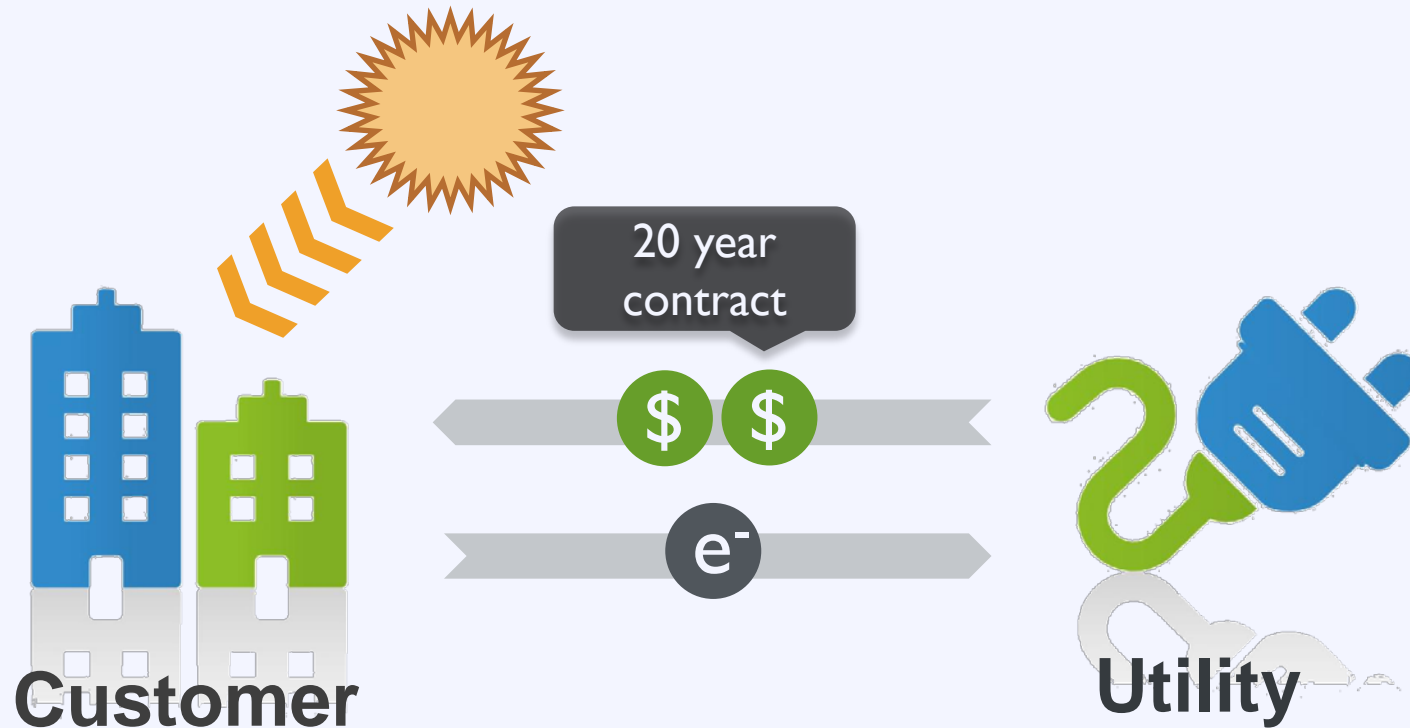 20 year
contract
$ $
e⁻
Customer
Utility